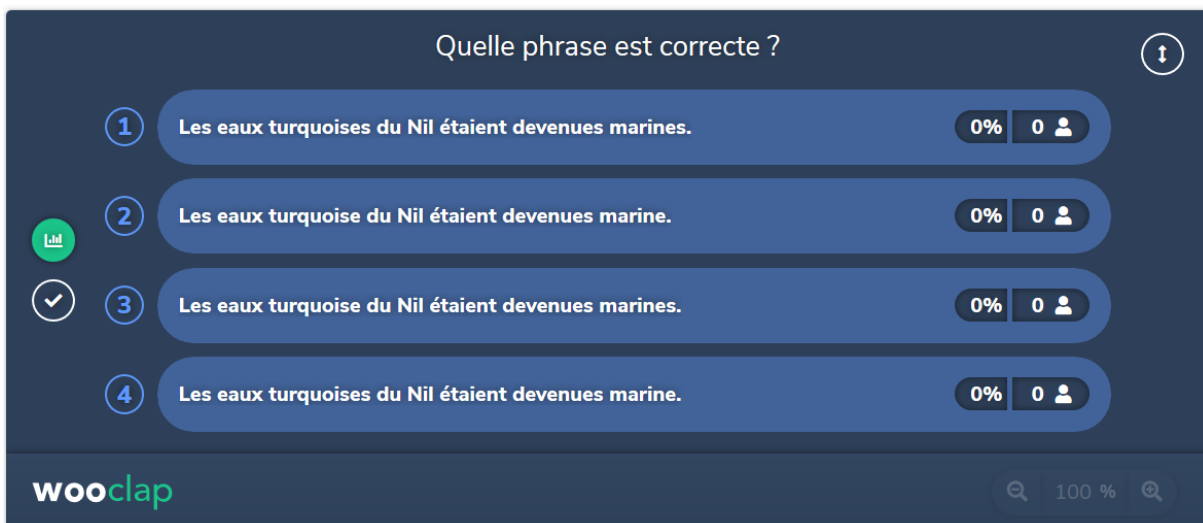 Quelle phrase est correcte ?
1 Les eaux turquoises du Nil étaient devenues marines. 0% 0
2 Les eaux turquoise du Nil étaient devenues marine. 0% 0
3 Les eaux turquoise du Nil étaient devenues marines. 0% 0
4 Les eaux turquoises du Nil étaient devenues marine. 0% 0
wooclap 100 %